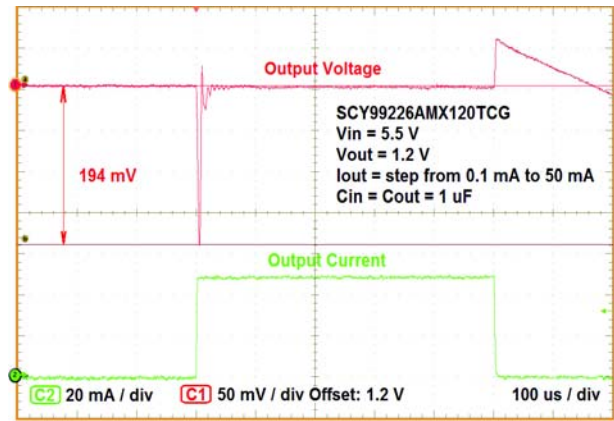 Output Voltage
SCY99226AMX120TCG
Vin = 5.5 V
Vout = 1.2 V
Iout = step from 0.1 mA to 50 mA
Cin = Cout = 1 uF
194 mV
Output Current
C2 20 mA / div C1 50 mV / div Offset: 1.2 V 100 us / div